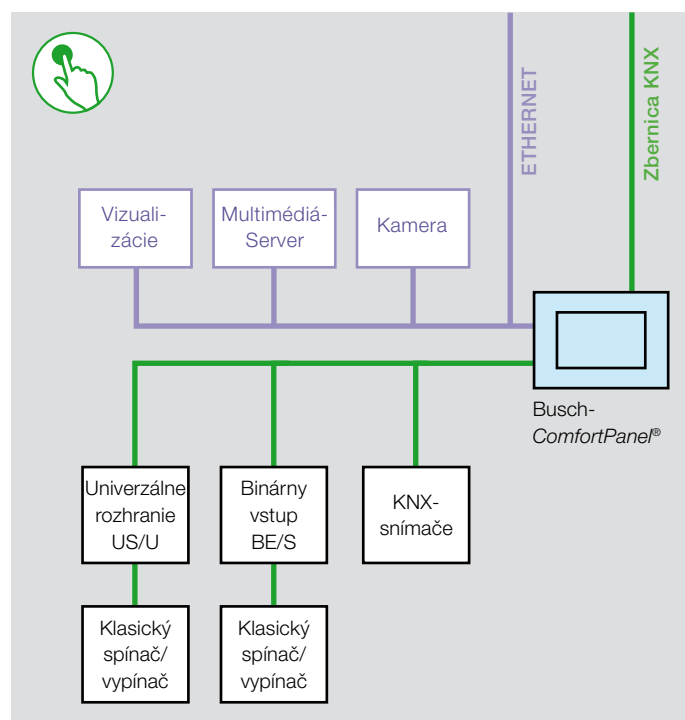 ETHERNET
Zbernica KNX
Vizuali-
zácie
Multimédiá-
Server
Kamera
Busch-
ComfortPanel®
Univerzálne
rozhranie
US/U
Binárny
vstup
BE/S
KNX-
snímače
Klasický
spínač/
vypínač
Klasický
spínač/
vypínač